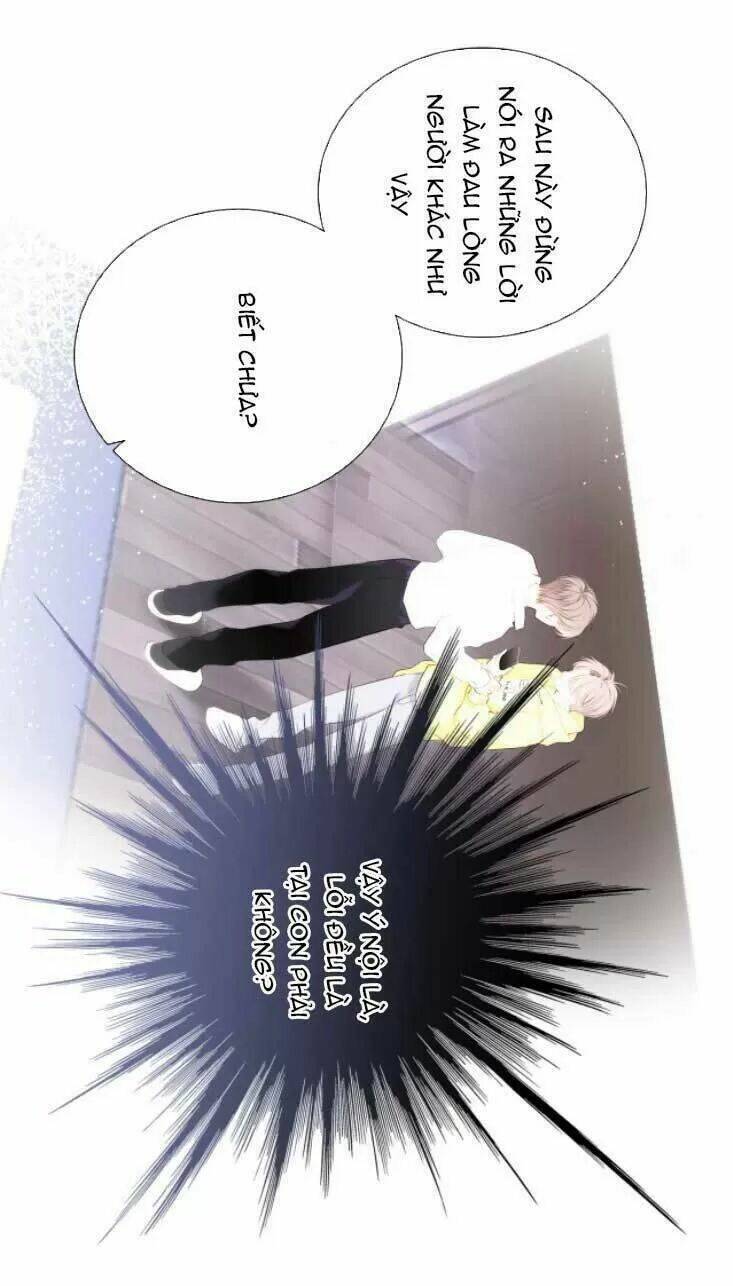 SAU NÀY ĐỪNG
NÓI RA NHỮNG LỜI
LÀM ĐAU LÒNG
NGƯỜI KHÁC NHƯ
VẬY
BIẾT CHƯA?
VẬY Ý NỘI LÀ,
LỖI ĐỀU LÀ
TẠI CON PHẢI
KHÔNG?